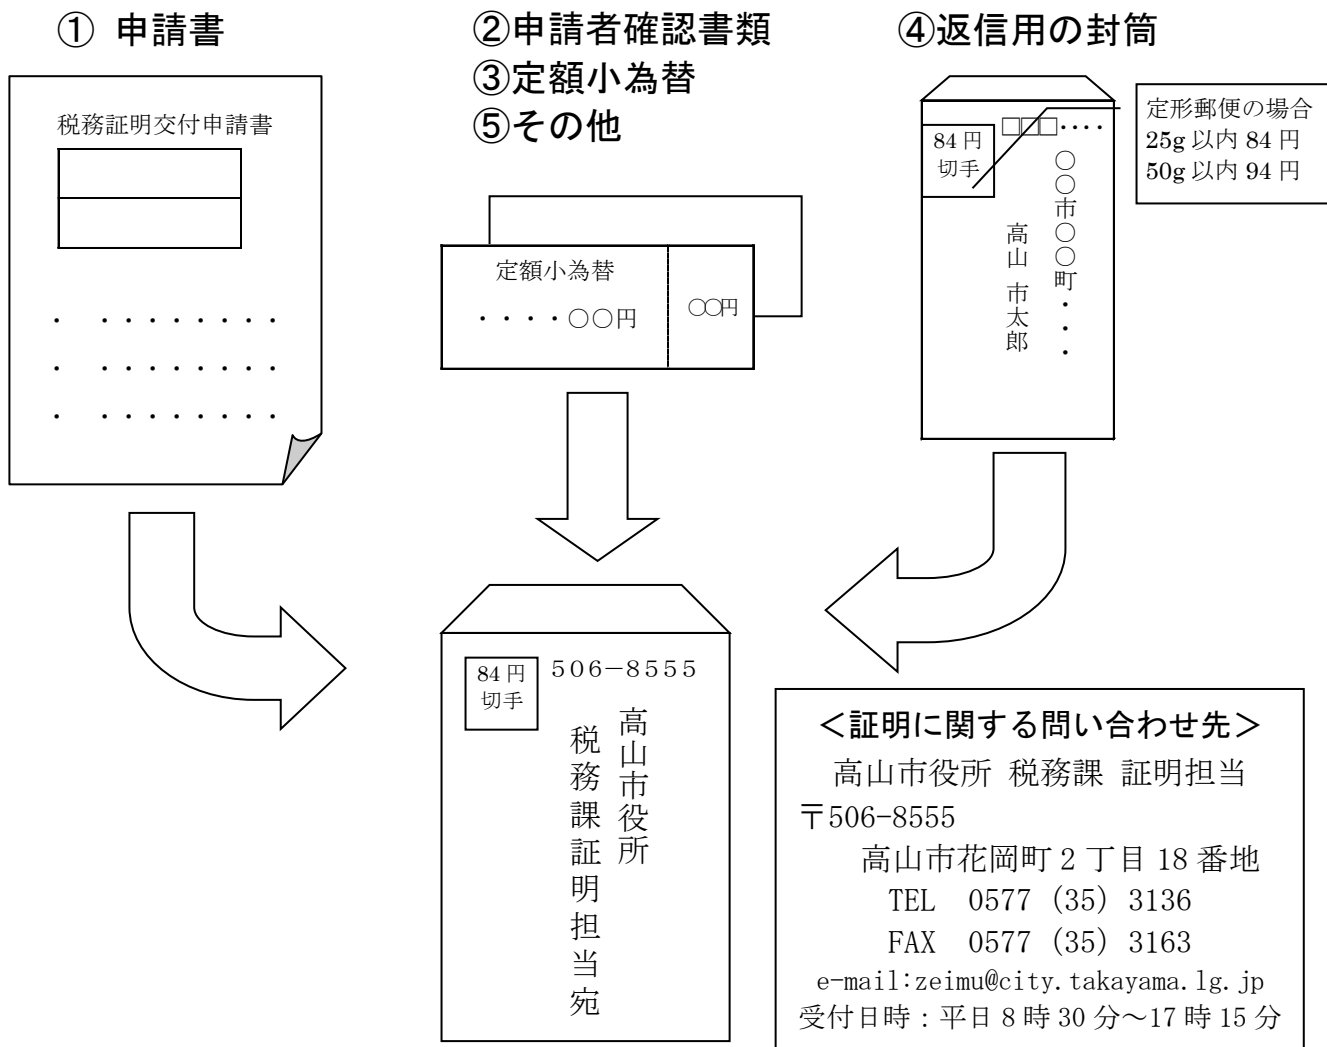 ① 申請書
税務証明交付申請書
・ ・・・・・・・・
・ ・・・・・・・・
・ ・・・・・・・・
②申請者確認書類
③定額小為替
⑤その他
定額小為替
・・・・○○円
○○円
④返信用の封筒
84 円
切手
□□□・・・・
○○市○○町・・・
高山 市太郎
定形郵便の場合
25g 以内 84 円
50g 以内 94 円
84 円
切手
506−8555
高山市役所
税務課証明担当宛
＜証明に関する問い合わせ先＞
高山市役所 税務課 証明担当
〒506-8555
高山市花岡町 2 丁目 18 番地
TEL 0577 (35) 3136
FAX 0577 (35) 3163
e-mail:zeimu@city.takayama.lg.jp
受付日時：平日 8 時 30 分～17 時 15 分